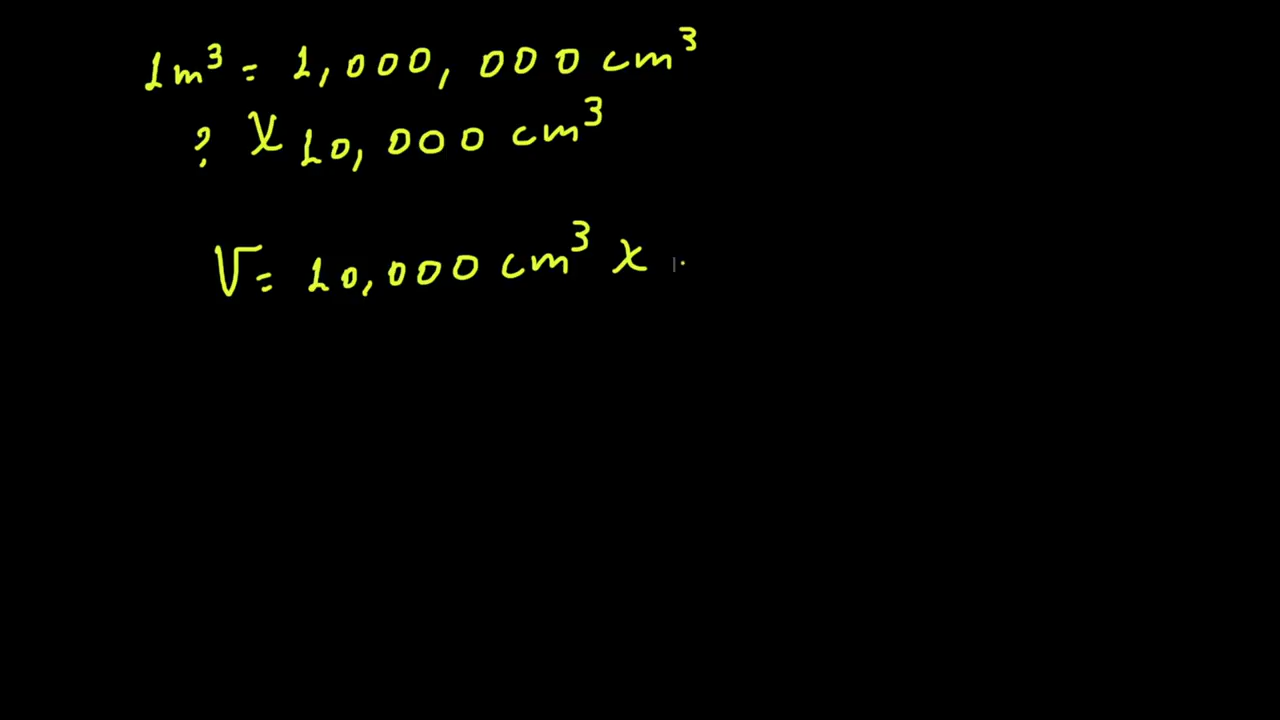 1m³ = 1,000,000 cm³
? x 10,000 cm³
V = 10,000 cm³ x